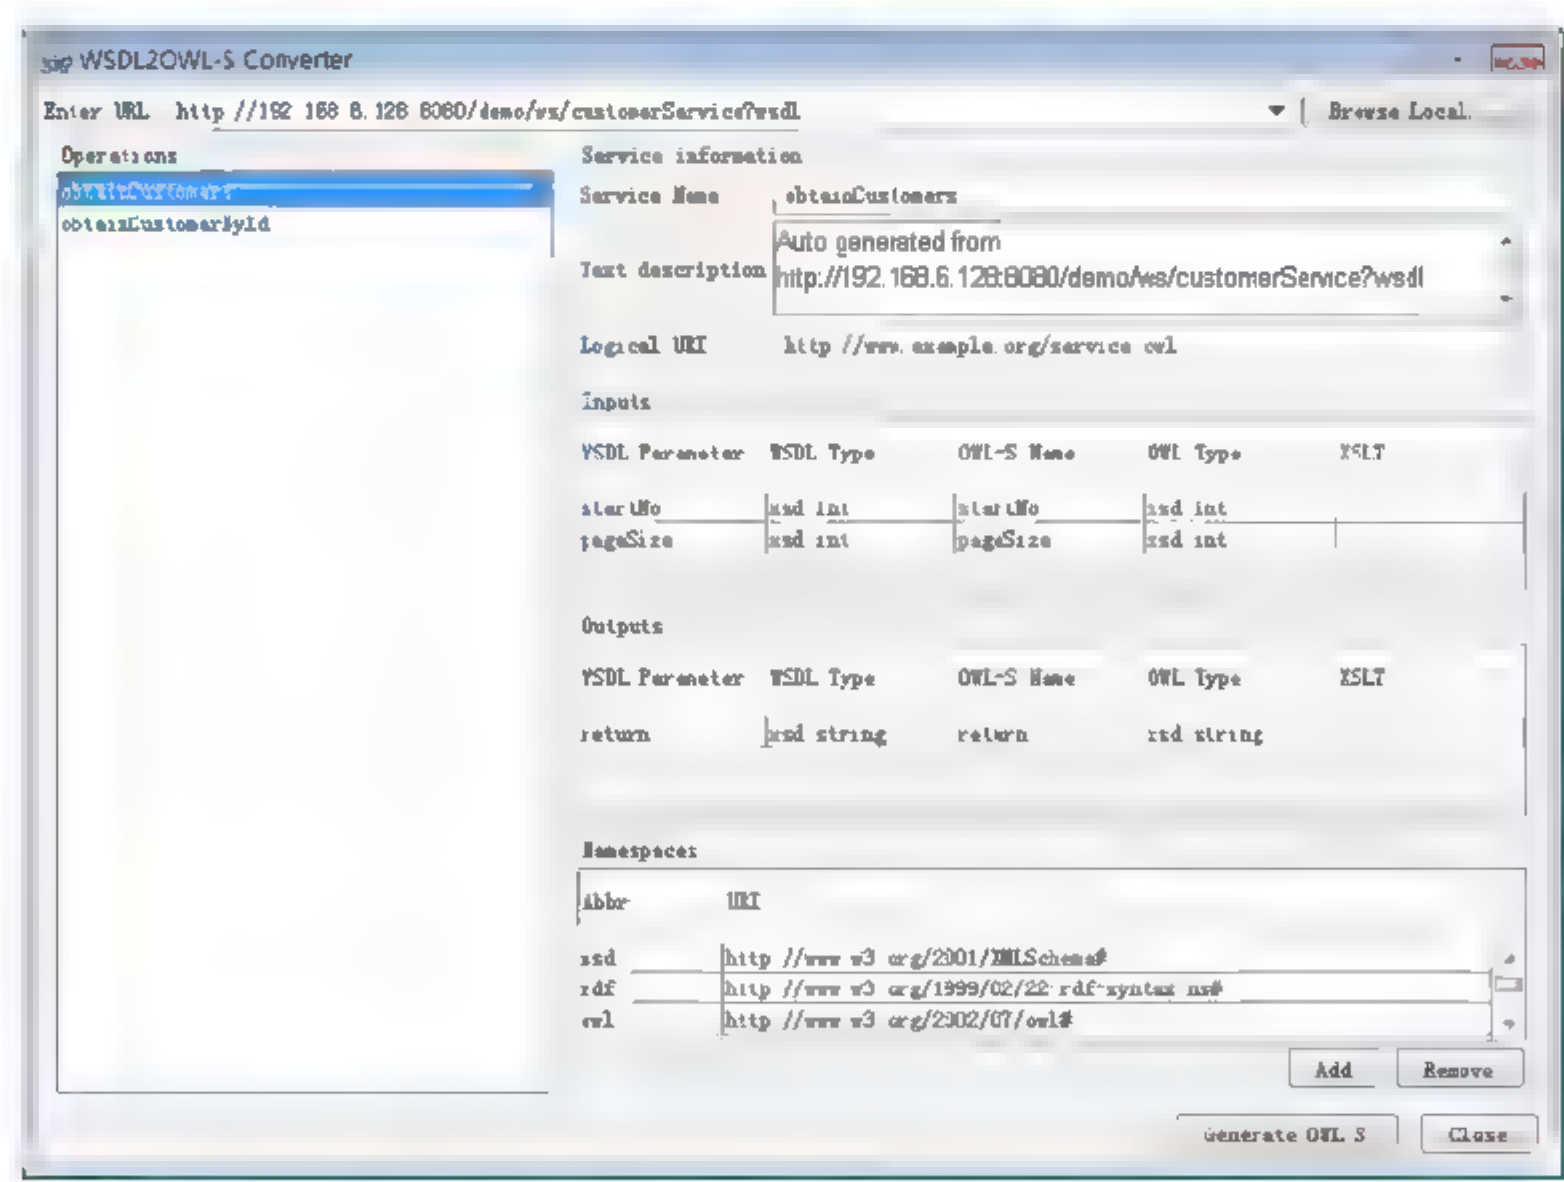 WSDL2OWL-S Converter
Enter URL http://192.168.6.128:8080/demo/ws/customerService?wsdl Browse Local.
Operations
obtainCustomers
obtainCustomerById
Service information
Service Name obtainCustomers
Text description Auto generated from
http://192.168.6.128:8080/demo/ws/customerService?wsdl
Logical URI http://www.example.org/service.owl
Inputs
WSDL Parameter WSDL Type OWL-S Name OWL Type XSLT
startNo xsd:int startNo xsd:int
pageSize xsd:int pageSize xsd:int
Outputs
WSDL Parameter WSDL Type OWL-S Name OWL Type XSLT
return xsd:string return xsd:string
Namespaces
Abbr URI
xsd http://www.w3.org/2001/XMLSchema#
rdf http://www.w3.org/1999/02/22-rdf-syntax-ns#
owl http://www.w3.org/2002/07/owl#
Add Remove
Generate OWL-S Close